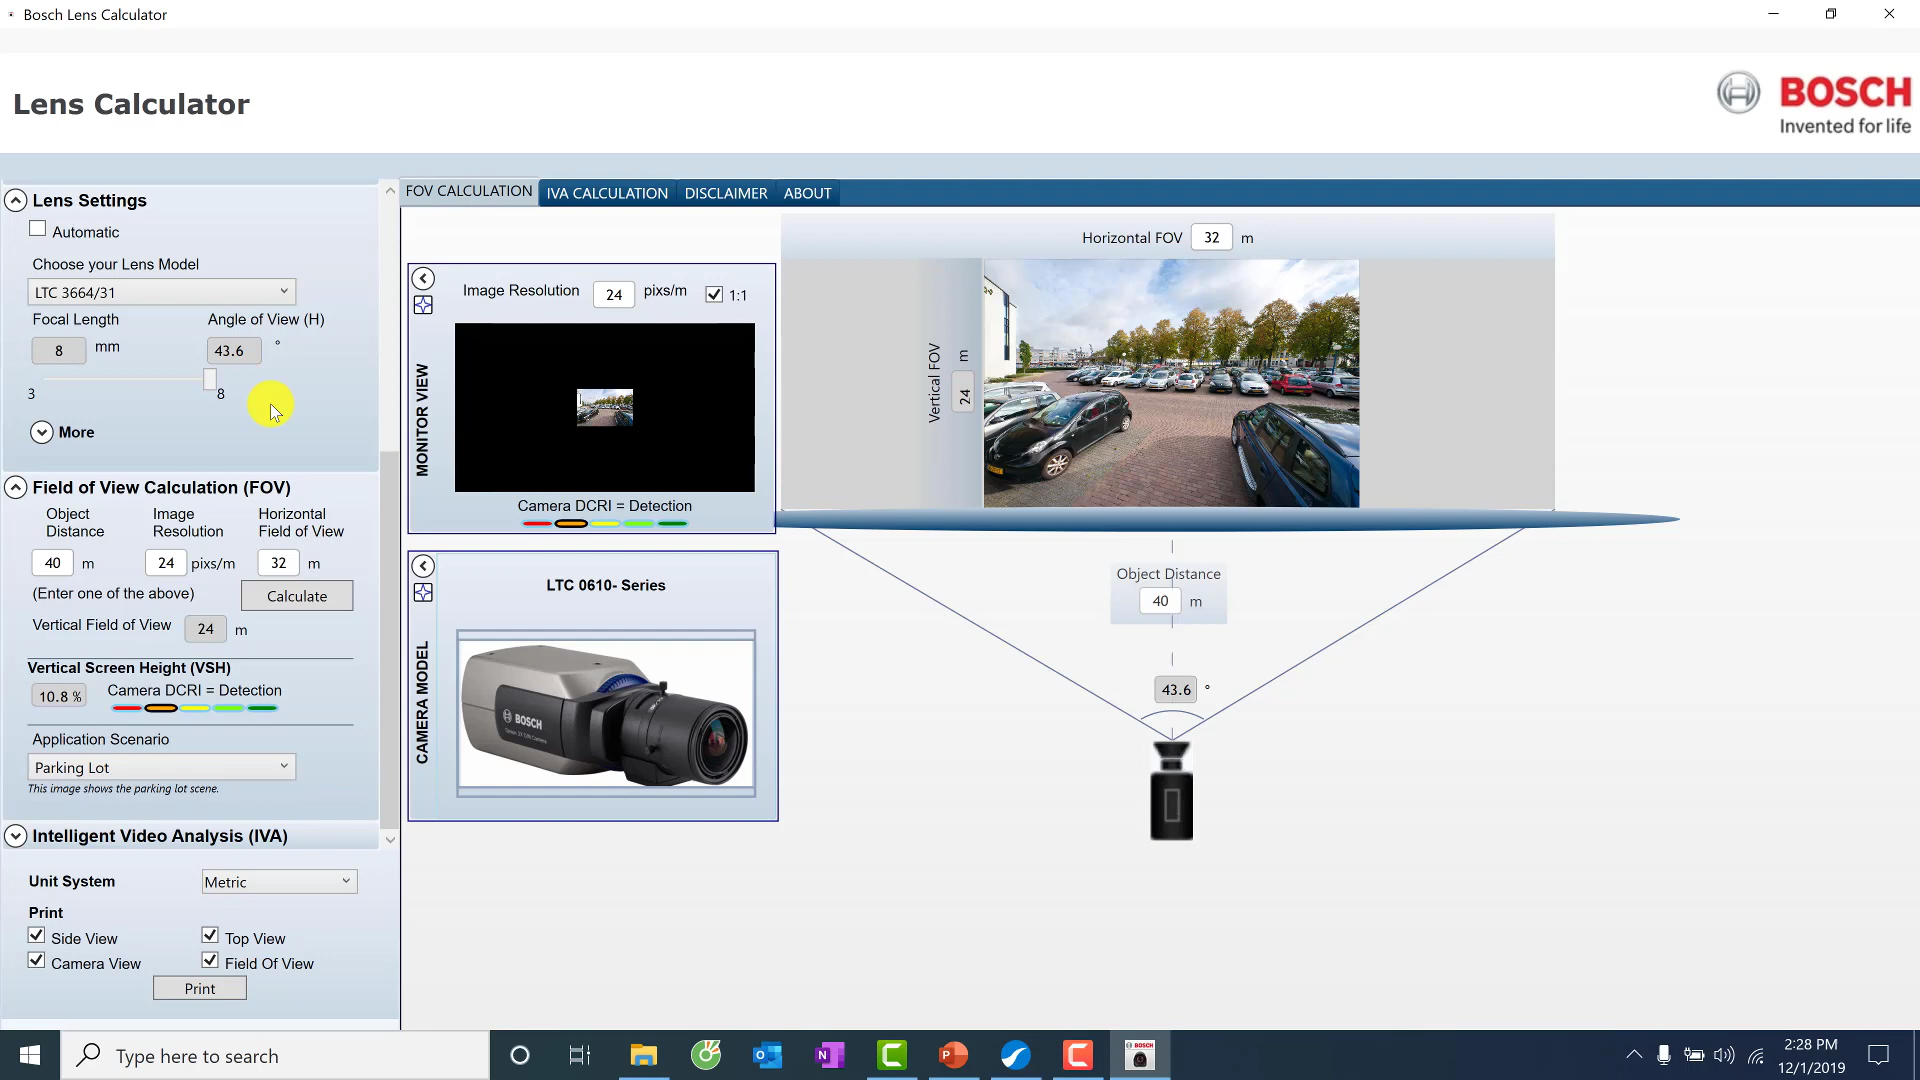 Bosch Lens Calculator
Lens Calculator
BOSCH
Invented for life
Lens Settings
Automatic
Choose your Lens Model
LTC 3664/31
Focal Length
Angle of View (H)
8 mm
43.6 °
3
8
More
Field of View Calculation (FOV)
Object Distance
Image Resolution
Horizontal Field of View
40 m
24 pixs/m
32 m
(Enter one of the above)
Calculate
Vertical Field of View 24 m
Vertical Screen Height (VSH)
10.8 %
Camera DCRI = Detection
Application Scenario
Parking Lot
This image shows the parking lot scene.
Intelligent Video Analysis (IVA)
Unit System
Metric
Print
Side View
Top View
Camera View
Field Of View
Print
FOV CALCULATION
IVA CALCULATION
DISCLAIMER
ABOUT
Image Resolution 24 pixs/m
1:1
MONITOR VIEW
Camera DCRI = Detection
LTC 0610- Series
CAMERA MODEL
BOSCH
Horizontal FOV 32 m
Vertical FOV 24 m
Object Distance
40 m
43.6 °
Type here to search
2:28 PM
12/1/2019